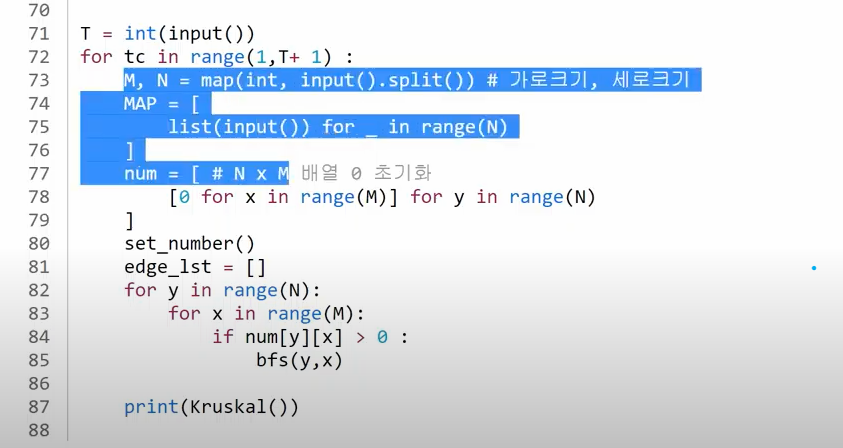 70
71 T = int(input())
72 for tc in range(1,T+ 1) :
73     M, N = map(int, input().split()) # 가로크기, 세로크기
74     MAP = [
75         list(input()) for _ in range(N)
76     ]
77     num = [ # N x M 배열 0 초기화
78         [0 for x in range(M)] for y in range(N)
79     ]
80     set_number()
81     edge_lst = []
82     for y in range(N):
83         for x in range(M):
84             if num[y][x] > 0 :
85                 bfs(y,x)
86
87     print(Kruskal())
88